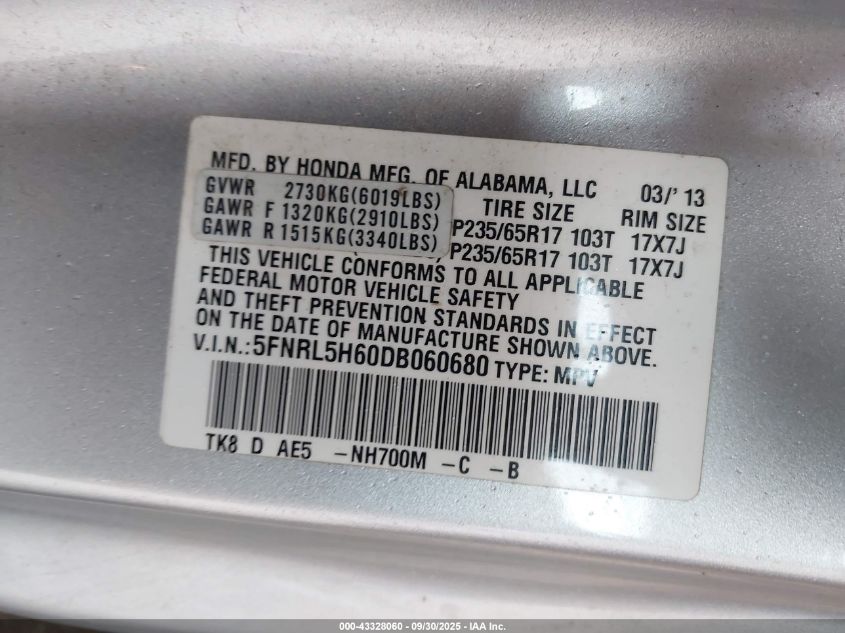 MFD. BY HONDA MFG. OF ALABAMA, LLC 03/'13
GVWR 2730KG(6019LBS) TIRE SIZE RIM SIZE
GAWR F 1320KG(2910LBS) P235/65R17 103T 17X7J
GAWR R 1515KG(3340LBS) P235/65R17 103T 17X7J
THIS VEHICLE CONFORMS TO ALL APPLICABLE
FEDERAL MOTOR VEHICLE SAFETY
AND THEFT PREVENTION STANDARDS IN EFFECT
ON THE DATE OF MANUFACTURE SHOWN ABOVE.
V.I.N.:5FNRL5H60DB060680 TYPE: MPV
TK8 D AE5 -NH700M -C -B
000-43328060 - 09/30/2025 - IAA Inc.